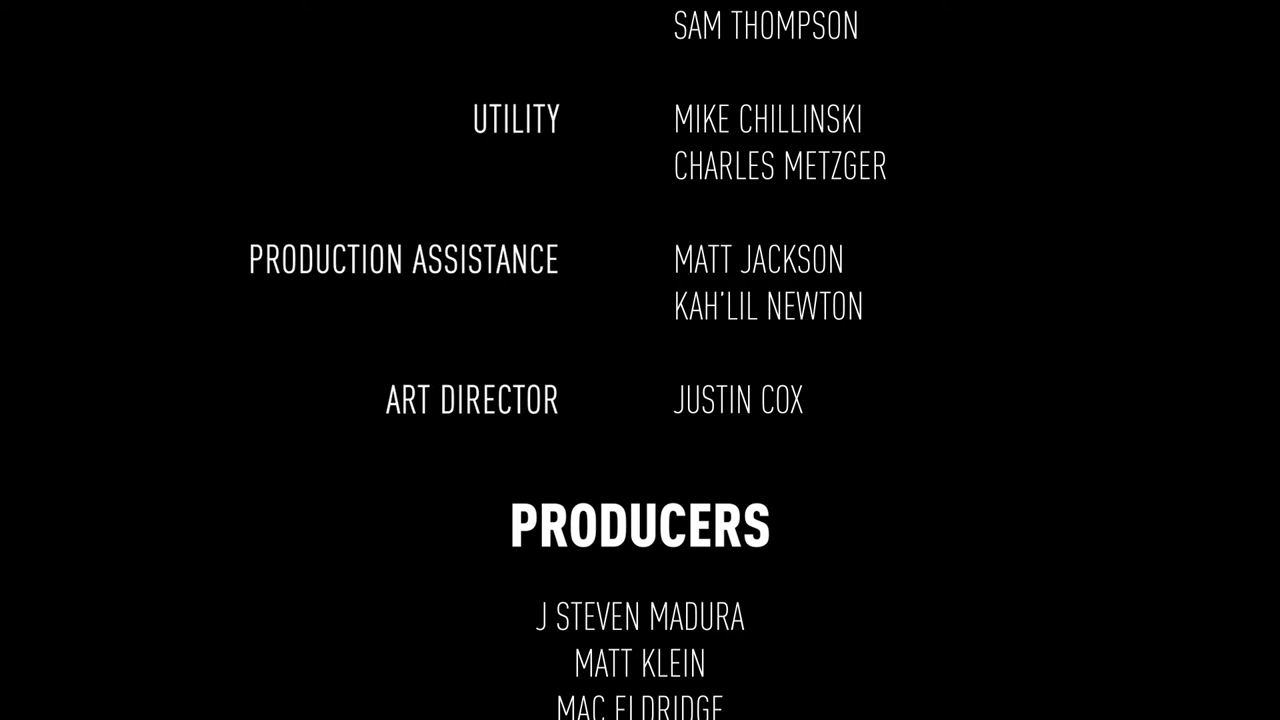 SAM THOMPSON
UTILITY MIKE CHILLINSKI
CHARLES METZGER
PRODUCTION ASSISTANCE MATT JACKSON
KAH'LIL NEWTON
ART DIRECTOR JUSTIN COX
PRODUCERS
J STEVEN MADURA
MATT KLEIN
MAC ELDRIDGE